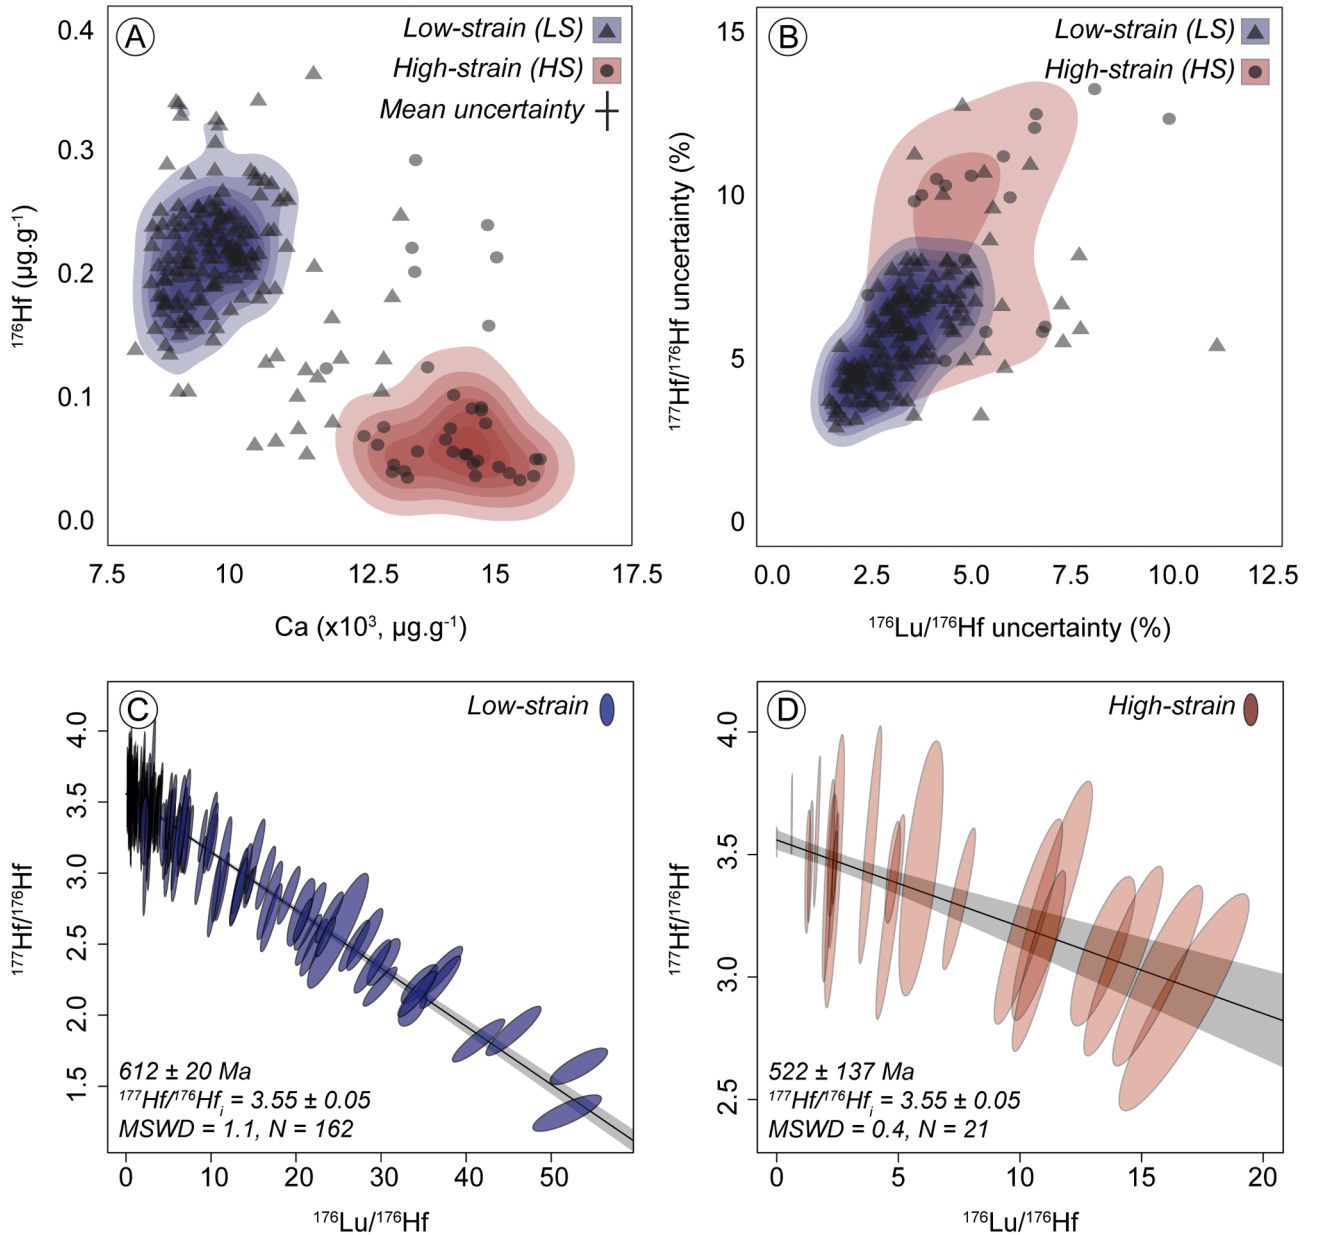 A
Low-strain (LS)
High-strain (HS)
Mean uncertainty
0.4
0.3
0.2
0.1
0.0
¹⁷⁶Hf (µg.g⁻¹)
7.5 10 12.5 15 17.5
Ca (x10³, µg.g⁻¹)
B
Low-strain (LS)
High-strain (HS)
15
10
5
0
¹⁷⁷Hf/¹⁷⁶Hf uncertainty (%)
0.0 2.5 5.0 7.5 10.0 12.5
¹⁷⁶Lu/¹⁷⁶Hf uncertainty (%)
C
Low-strain
4.0
3.5
3.0
2.5
2.0
1.5
¹⁷⁷Hf/¹⁷⁶Hf
612 ± 20 Ma
¹⁷⁷Hf/¹⁷⁶Hfᵢ = 3.55 ± 0.05
MSWD = 1.1, N = 162
0 10 20 30 40 50
¹⁷⁶Lu/¹⁷⁶Hf
D
High-strain
4.0
3.5
3.0
2.5
¹⁷⁷Hf/¹⁷⁶Hf
522 ± 137 Ma
¹⁷⁷Hf/¹⁷⁶Hfᵢ = 3.55 ± 0.05
MSWD = 0.4, N = 21
0 5 10 15 20
¹⁷⁶Lu/¹⁷⁶Hf